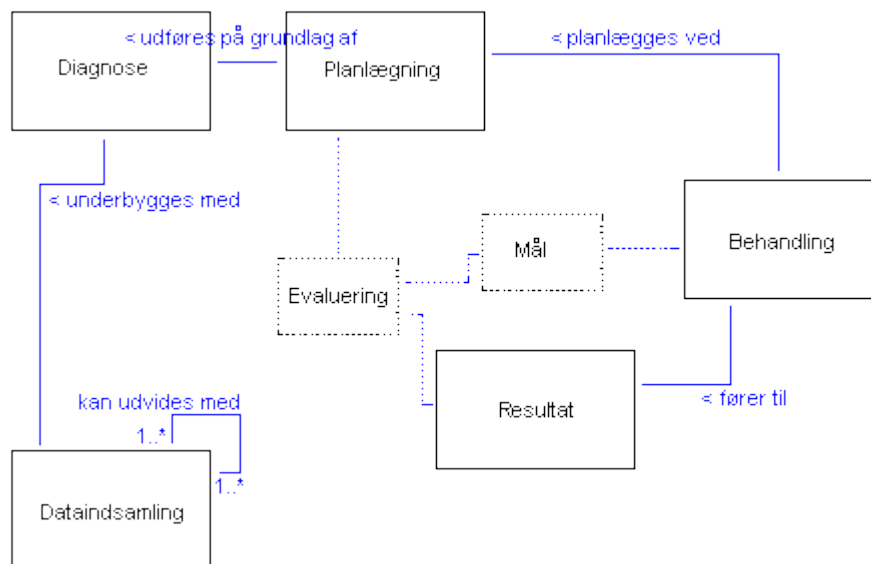 < udføres på grundlag af
< planlægges ved
Diagnose
Planlægning
< underbygges med
Mål
Behandling
Evaluering
kan udvides med
< fører til
Resultat
1..*
1..*
Dataindsamling